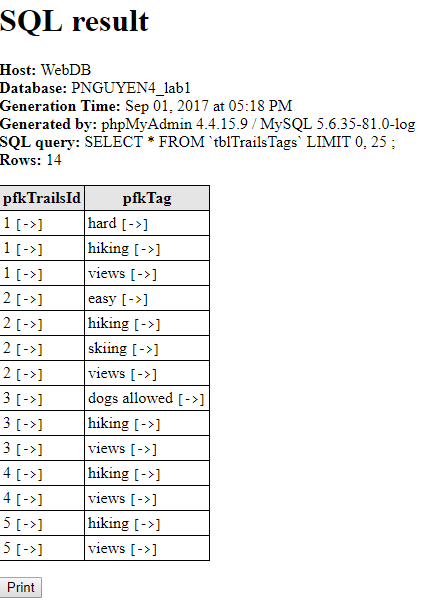 SQL result
Host: WebDB
Database: PNGUYEN4_lab1
Generation Time: Sep 01, 2017 at 05:18 PM
Generated by: phpMyAdmin 4.4.15.9 / MySQL 5.6.35-81.0-log
SQL query: SELECT * FROM `tblTrailsTags` LIMIT 0, 25 ;
Rows: 14
pfkTrailsId pfkTag
1 [->] hard [->]
1 [->] hiking [->]
1 [->] views [->]
2 [->] easy [->]
2 [->] hiking [->]
2 [->] skiing [->]
2 [->] views [->]
3 [->] dogs allowed [->]
3 [->] hiking [->]
3 [->] views [->]
4 [->] hiking [->]
4 [->] views [->]
5 [->] hiking [->]
5 [->] views [->]
Print